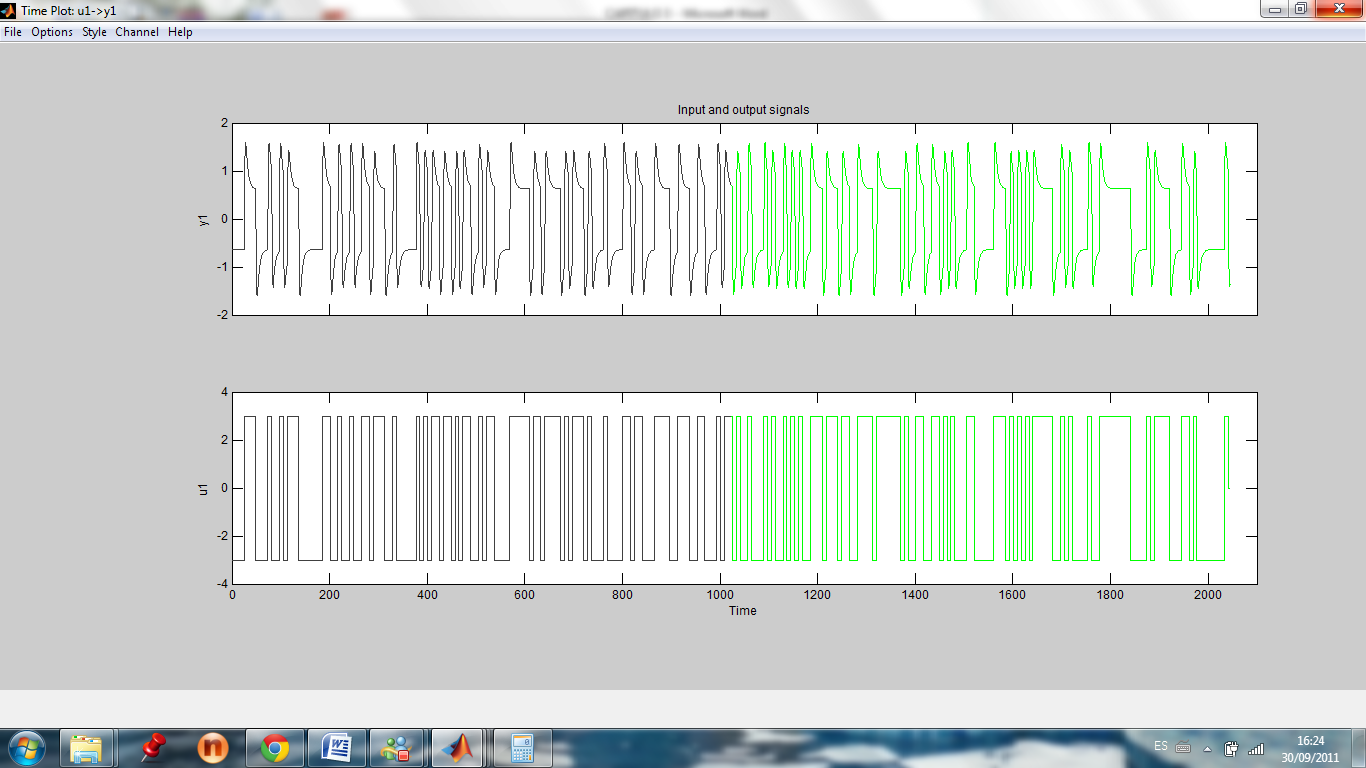 Time Plot: u1->y1
File Options Style Channel Help
Input and output signals
2
1
0
-1
-2
y1
4
2
0
-2
-4
u1
0 200 400 600 800 1000 1200 1400 1600 1800 2000
Time
ES
16:24
30/09/2011